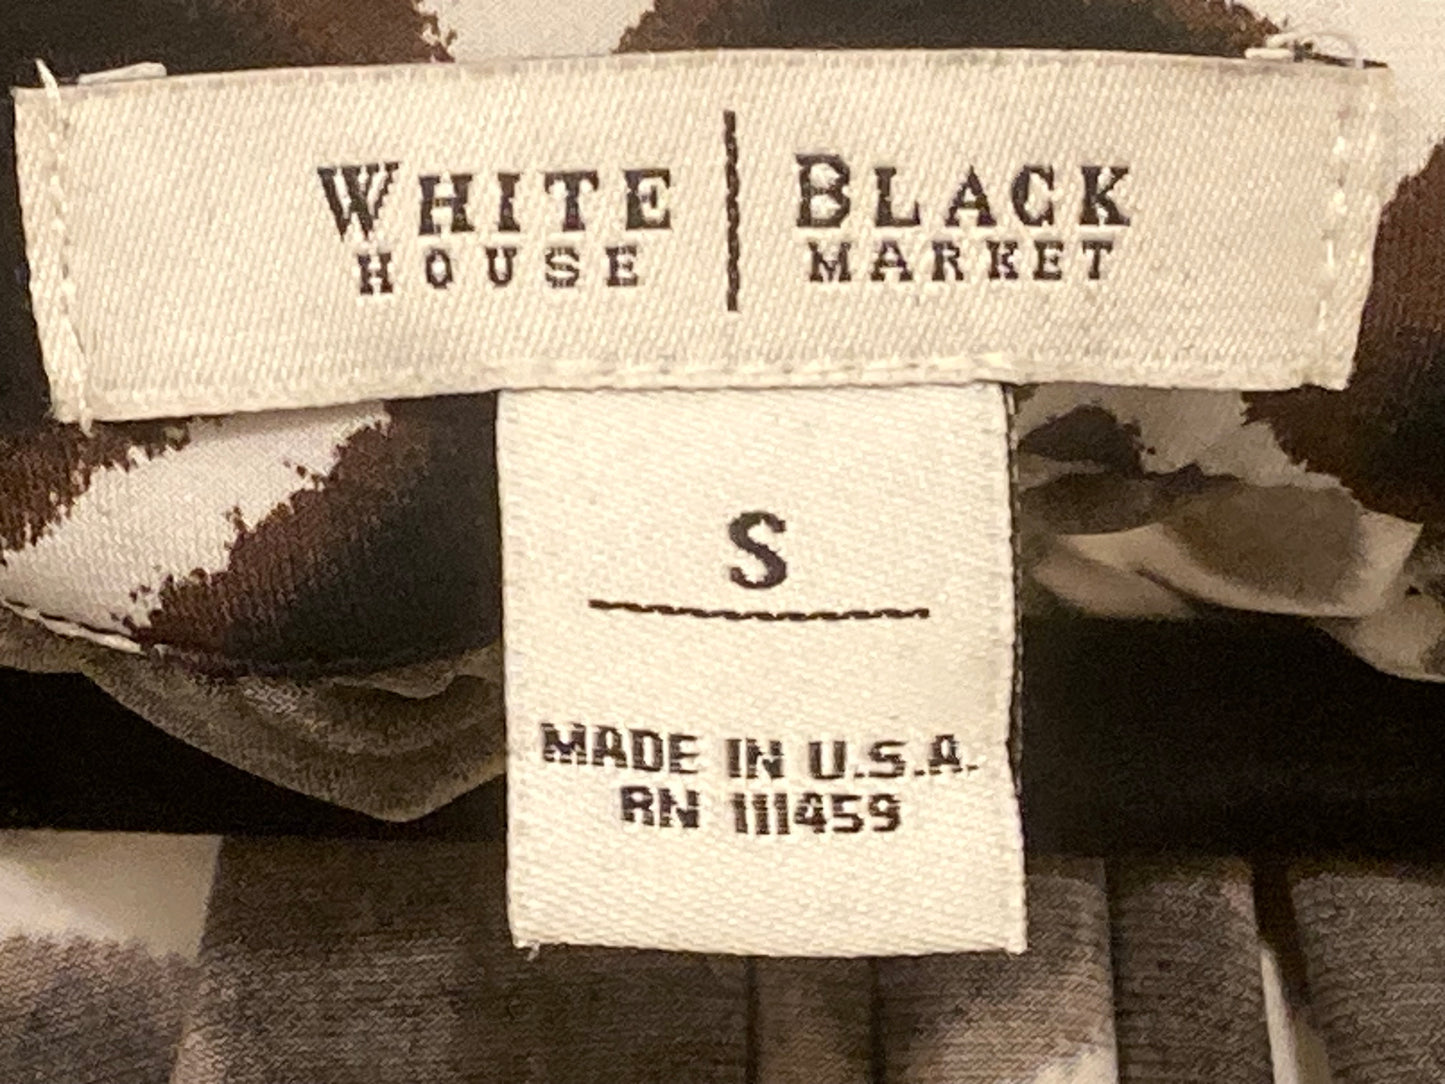 WHITE | BLACK
HOUSE | MARKET
S
MADE IN U.S.A.
RN 111459